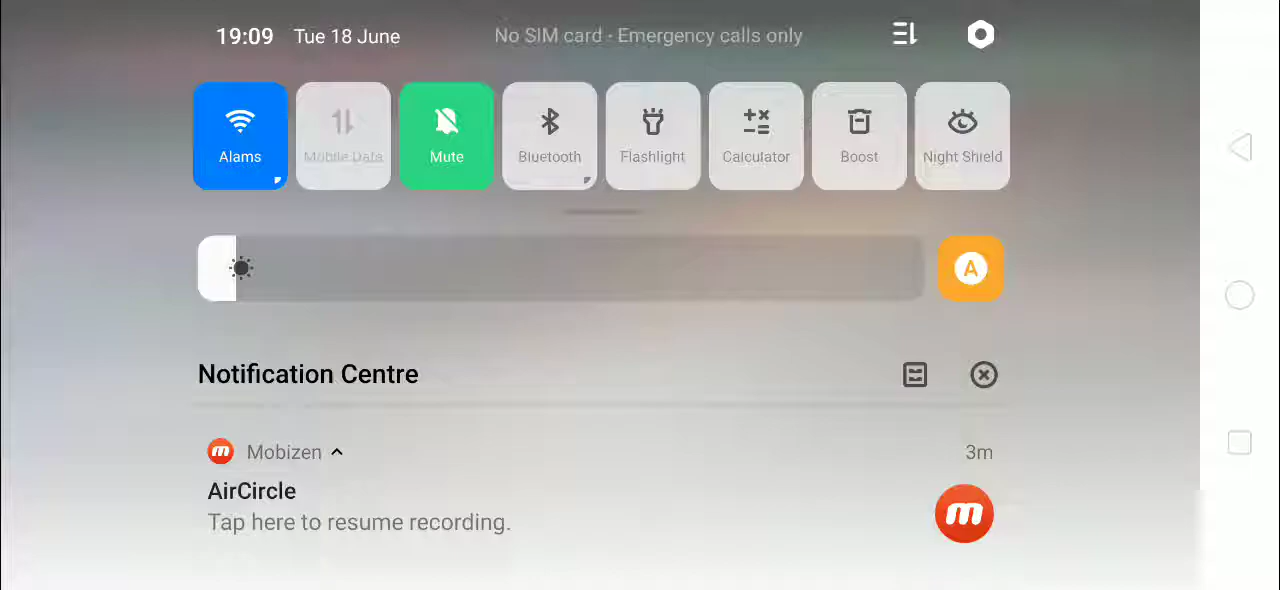 19:09 Tue 18 June No SIM card · Emergency calls only
Alams Mobile Data Mute Bluetooth Flashlight Calculator Boost Night Shield
A
Notification Centre
m Mobizen 3m
AirCircle
Tap here to resume recording.
m